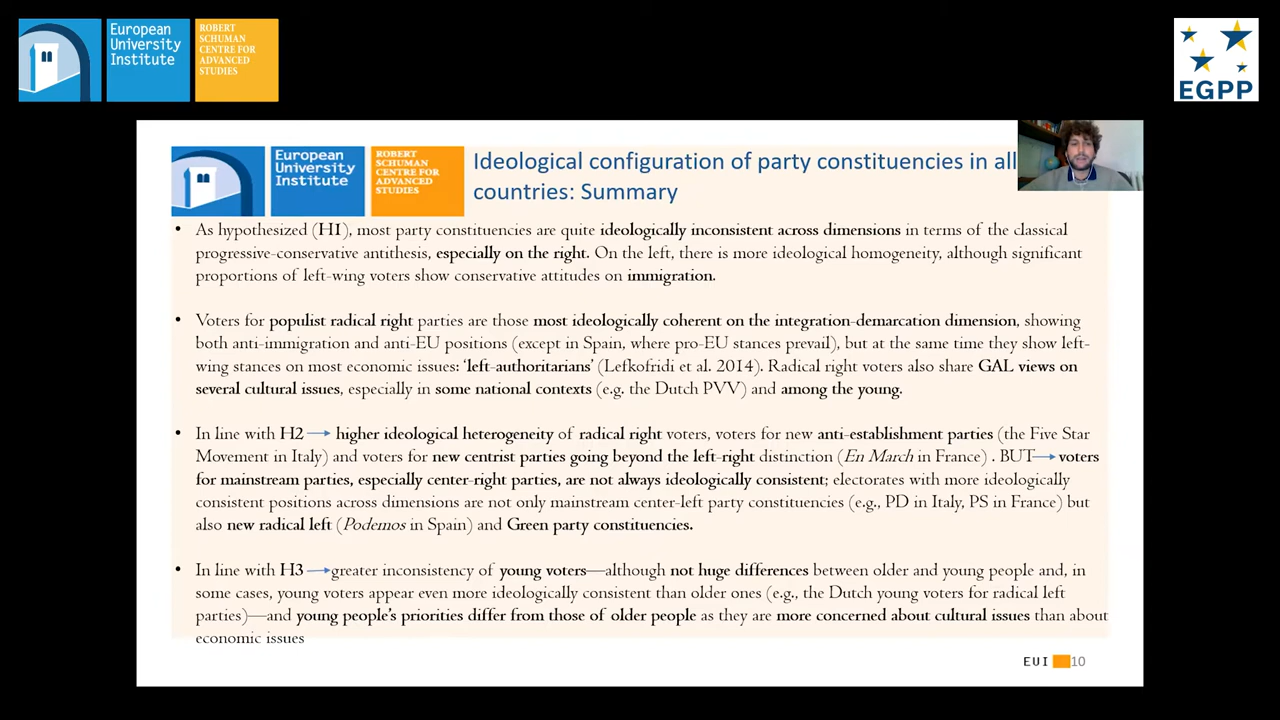 European
University
Institute
ROBERT
SCHUMAN
CENTRE FOR
ADVANCED
STUDIES
EGPP
European
University
Institute
ROBERT
SCHUMAN
CENTRE FOR
ADVANCED
STUDIES
Ideological configuration of party constituencies in all
countries: Summary
• As hypothesized (H1), most party constituencies are quite ideologically inconsistent across dimensions in terms of the classical
progressive-conservative antithesis, especially on the right. On the left, there is more ideological homogeneity, although significant
proportions of left-wing voters show conservative attitudes on immigration.
• Voters for populist radical right parties are those most ideologically coherent on the integration-demarcation dimension, showing
both anti-immigration and anti-EU positions (except in Spain, where pro-EU stances prevail), but at the same time they show left-
wing stances on most economic issues: ‘left-authoritarians’ (Lefkofridi et al. 2014). Radical right voters also share GAL views on
several cultural issues, especially in some national contexts (e.g. the Dutch PVV) and among the young.
• In line with H2 → higher ideological heterogeneity of radical right voters, voters for new anti-establishment parties (the Five Star
Movement in Italy) and voters for new centrist parties going beyond the left-right distinction (En March in France) . BUT → voters
for mainstream parties, especially center-right parties, are not always ideologically consistent; electorates with more ideologically
consistent positions across dimensions are not only mainstream center-left party constituencies (e.g., PD in Italy, PS in France) but
also new radical left (Podemos in Spain) and Green party constituencies.
• In line with H3 → greater inconsistency of young voters—although not huge differences between older and young people and, in
some cases, young voters appear even more ideologically consistent than older ones (e.g., the Dutch young voters for radical left
parties)—and young people’s priorities differ from those of older people as they are more concerned about cultural issues than about
economic issues
EUI 10